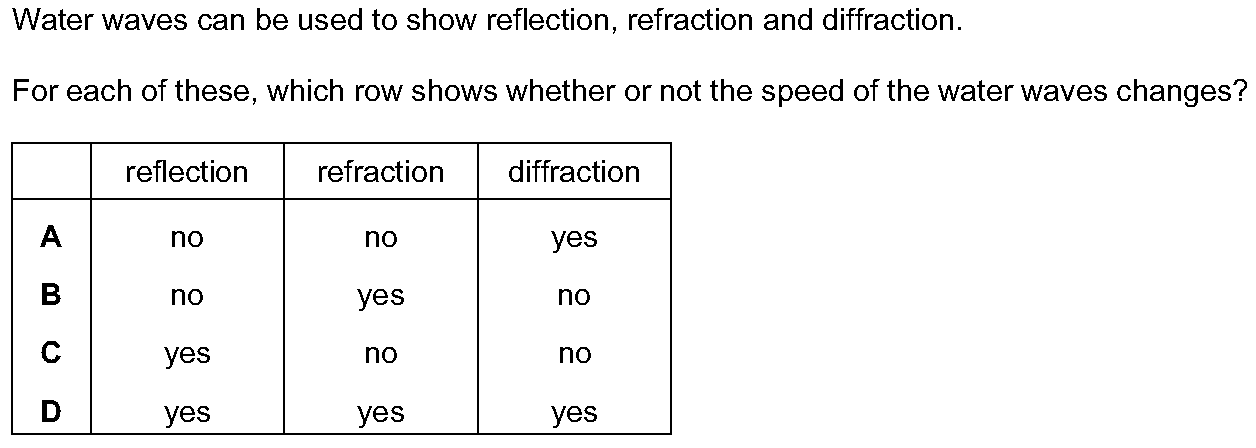 Water waves can be used to show reflection, refraction and diffraction.
For each of these, which row shows whether or not the speed of the water waves changes?
reflection refraction diffraction
A no no yes
B no yes no
C yes no no
D yes yes yes